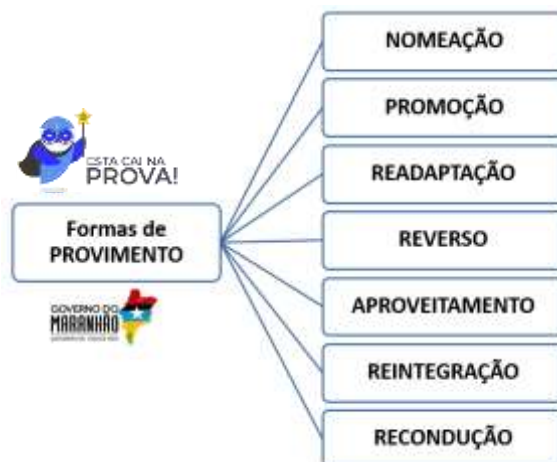 NOMEAÇÃO
PROMOÇÃO
ESTA CAI NA
PROVA!
READAPTAÇÃO
Formas de
PROVIMENTO
REVERSO
APROVEITAMENTO
GOVERNO DO
MARANHÃO
REINTEGRAÇÃO
RECONDUÇÃO